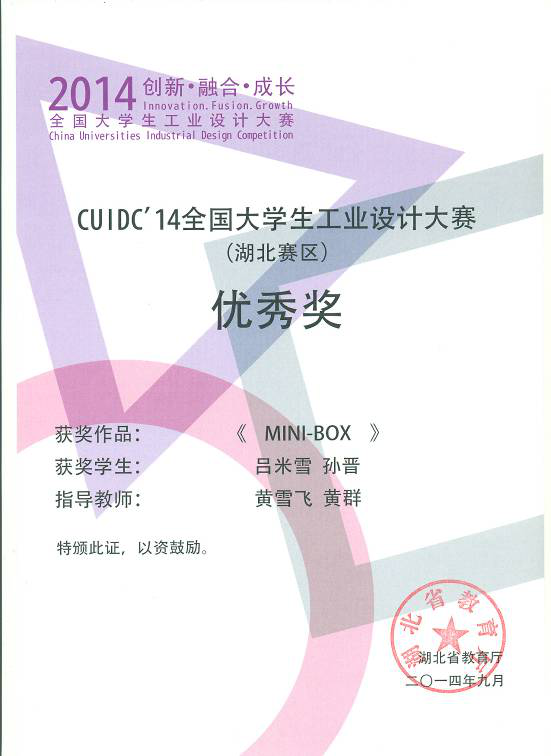 2014 创新·融合·成长
Innovation.Fusion.Growth
全国大学生工业设计大赛
China Universities Industrial Design Competition
CUIDC'14全国大学生工业设计大赛
(湖北赛区)
优秀奖
获奖作品: 《 MINI-BOX 》
获奖学生: 吕米雪 孙晋
指导教师: 黄雪飞 黄群
特颁此证,以资鼓励。
湖北省教育厅
湖北省教育厅
二〇一四年九月